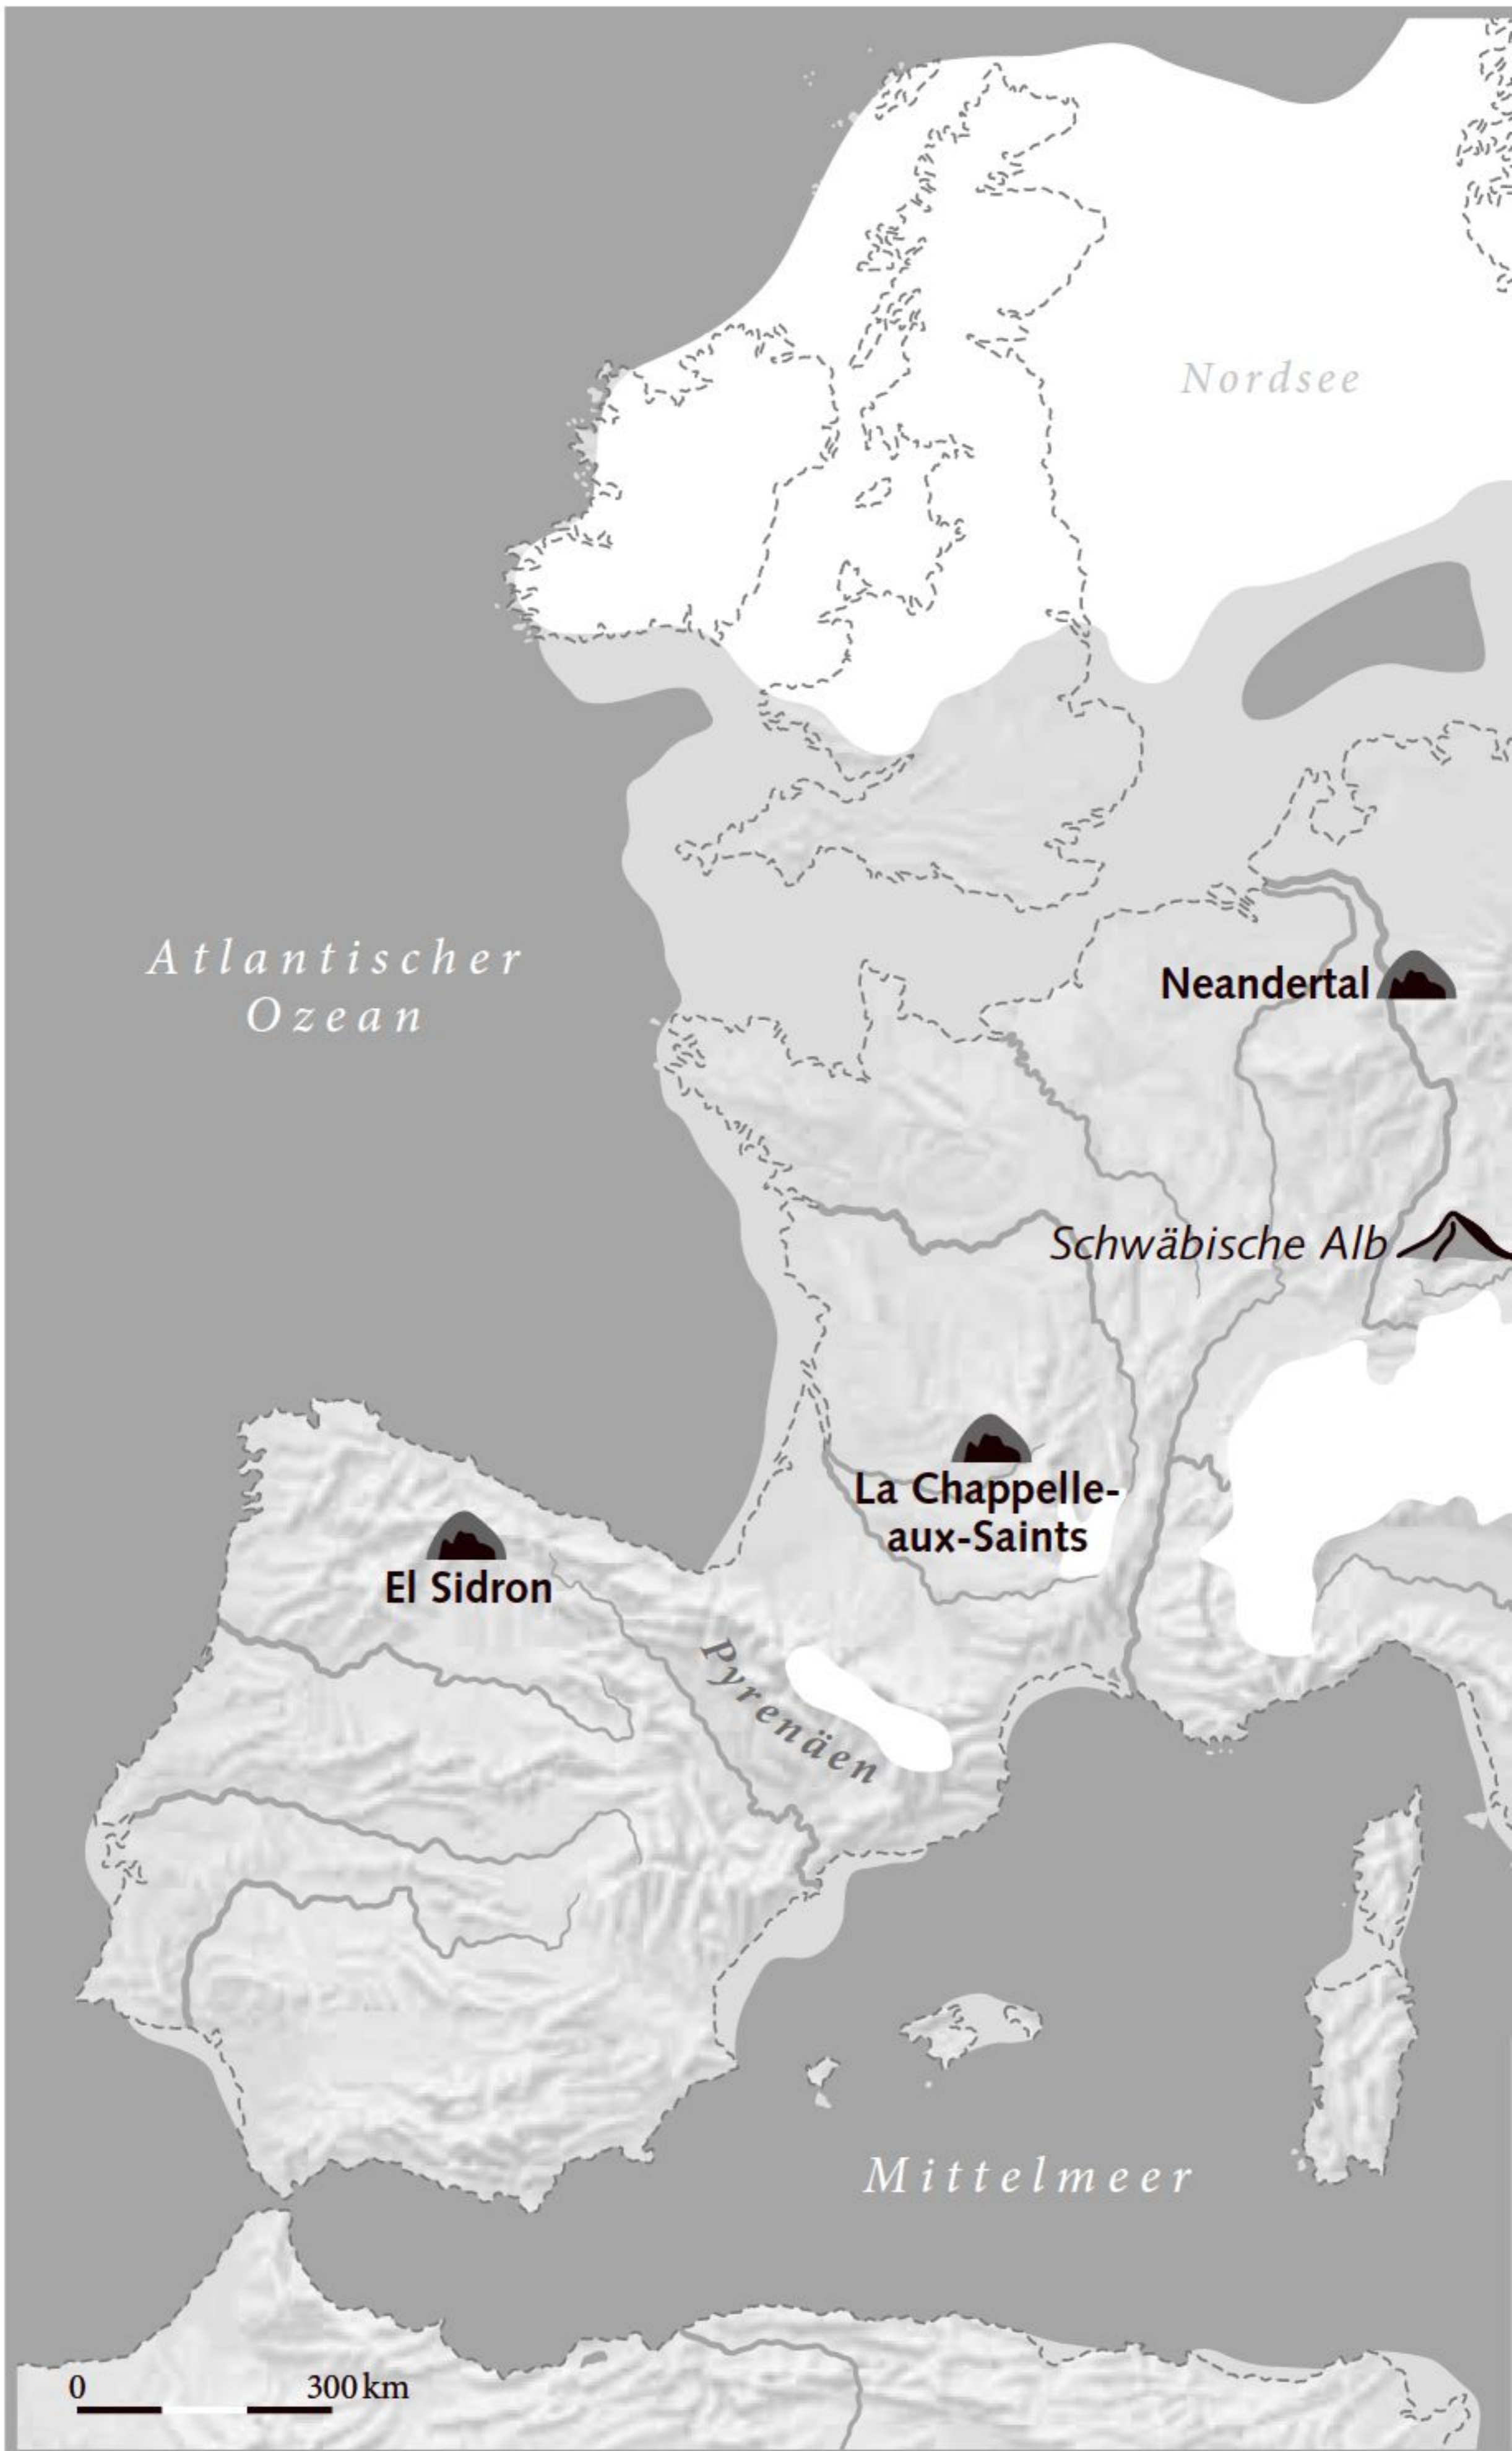 Nordsee
Atlantischer
Ozean
Neandertal
Schwäbische Alb
La Chappelle-
aux-Saints
El Sidron
Pyrenäen
Mittelmeer
0 300 km